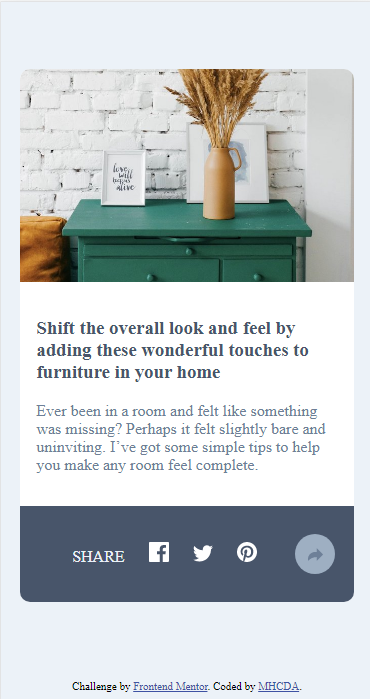 love
will
keep us
alive
Shift the overall look and feel by
adding these wonderful touches to
furniture in your home
Ever been in a room and felt like something
was missing? Perhaps it felt slightly bare and
uninviting. I’ve got some simple tips to help
you make any room feel complete.
SHARE
Challenge by Frontend Mentor. Coded by MHCDA.